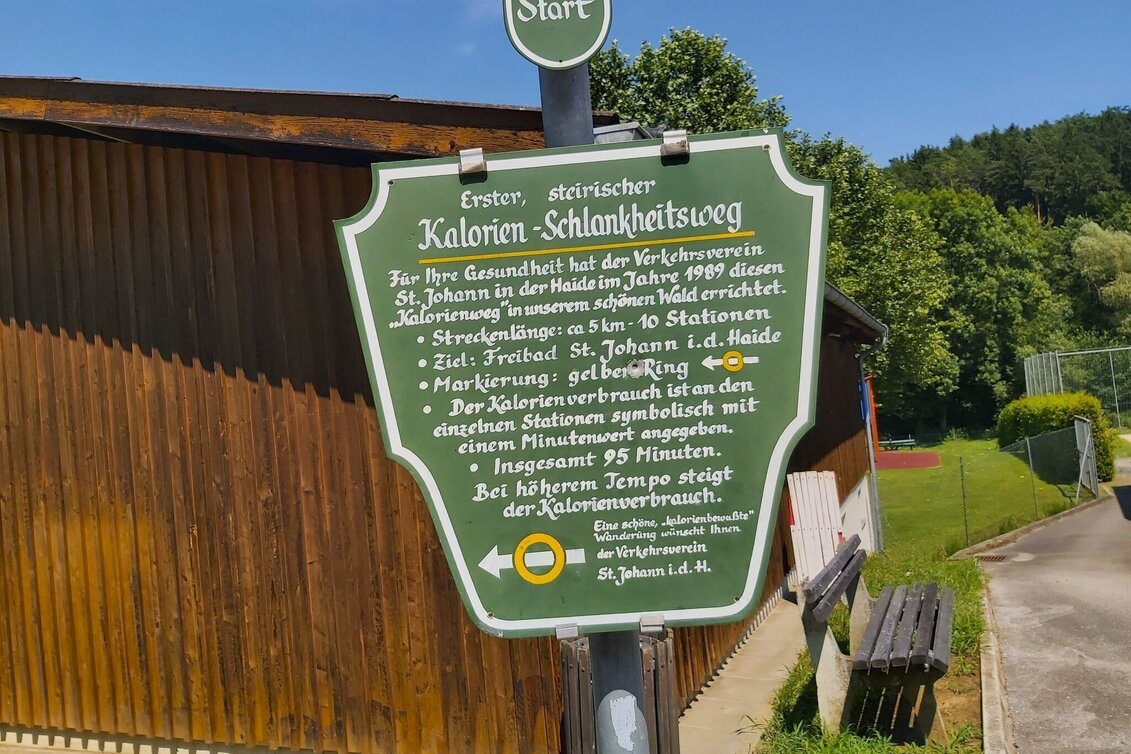 Start
Erster, steirischer
Kalorien-Schlankheitsweg
Für Ihre Gesundheit hat der Verkehrsverein
St. Johann in der Haide im Jahre 1989 diesen
„Kalorienweg" in unserem schönen Wald errichtet.
• Streckenlänge: ca 5 km - 10 Stationen
• Ziel: Freibad St. Johann i.d. Haide
• Markierung: gelber Ring
• Der Kalorienverbrauch ist an den
einzelnen Stationen symbolisch mit
einem Minutenwert angegeben.
• Insgesamt 95 Minuten.
Bei höherem Tempo steigt
der Kalorienverbrauch.
Eine schöne, „kalorienbewußte"
Wanderung wünscht Ihnen
der Verkehrsverein
St. Johann i.d.H.